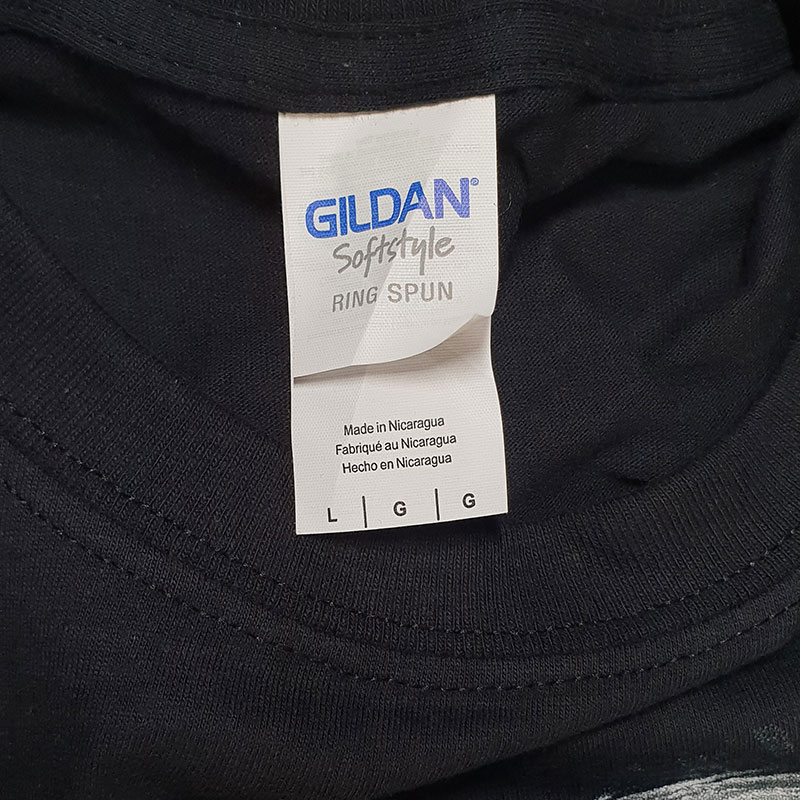 GILDAN®
Softstyle
RING SPUN
Made in Nicaragua
Fabriqué au Nicaragua
Hecho en Nicaragua
L | G | G